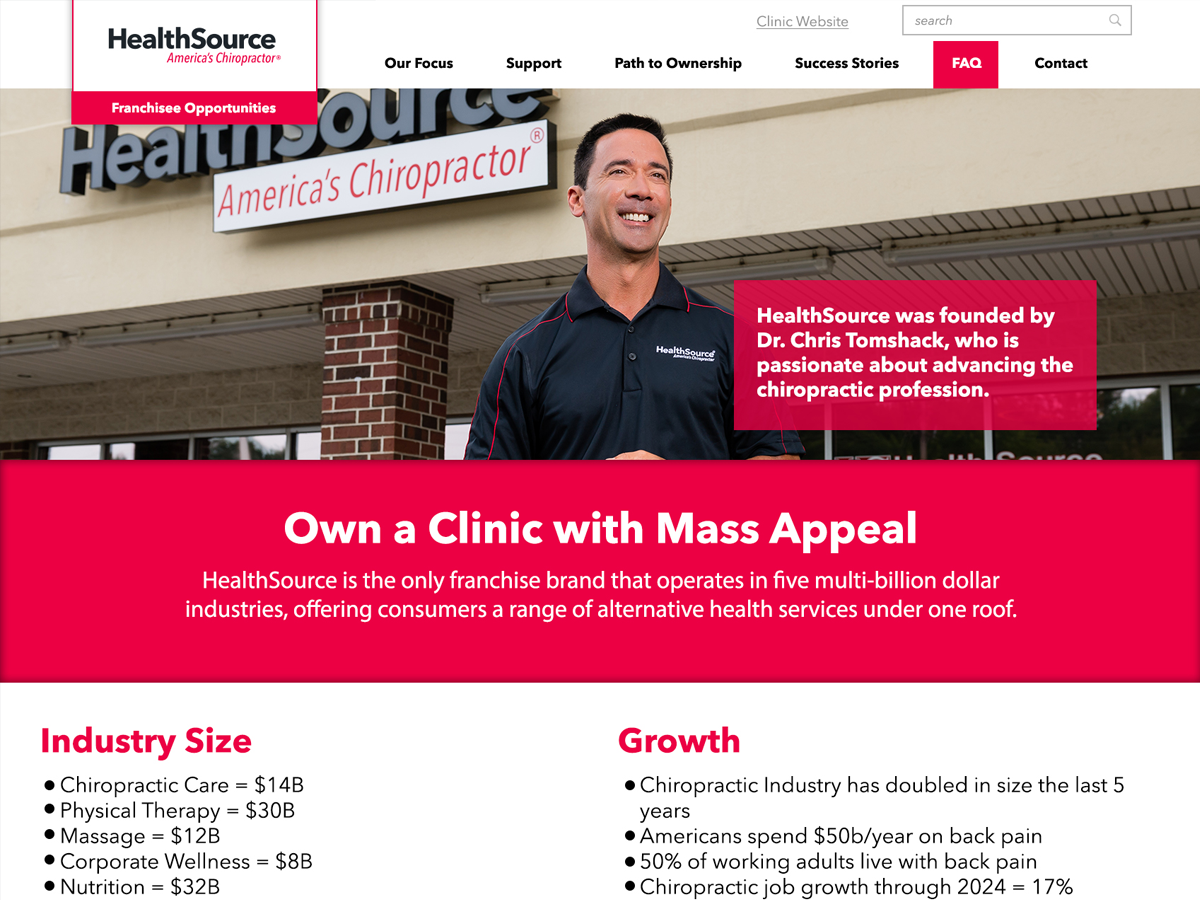 HealthSource
America's Chiropractor®
Franchisee Opportunities
Clinic Website
search
Our Focus
Support
Path to Ownership
Success Stories
FAQ
Contact
HealthSource
America's Chiropractor®
HealthSource
America's Chiropractor
HealthSource was founded by
Dr. Chris Tomshack, who is
passionate about advancing the
chiropractic profession.
HealthSource
Own a Clinic with Mass Appeal
HealthSource is the only franchise brand that operates in five multi-billion dollar
industries, offering consumers a range of alternative health services under one roof.
Industry Size
● Chiropractic Care = $14B
● Physical Therapy = $30B
● Massage = $12B
● Corporate Wellness = $8B
● Nutrition = $32B
Growth
● Chiropractic Industry has doubled in size the last 5
years
● Americans spend $50b/year on back pain
● 50% of working adults live with back pain
● Chiropractic job growth through 2024 = 17%